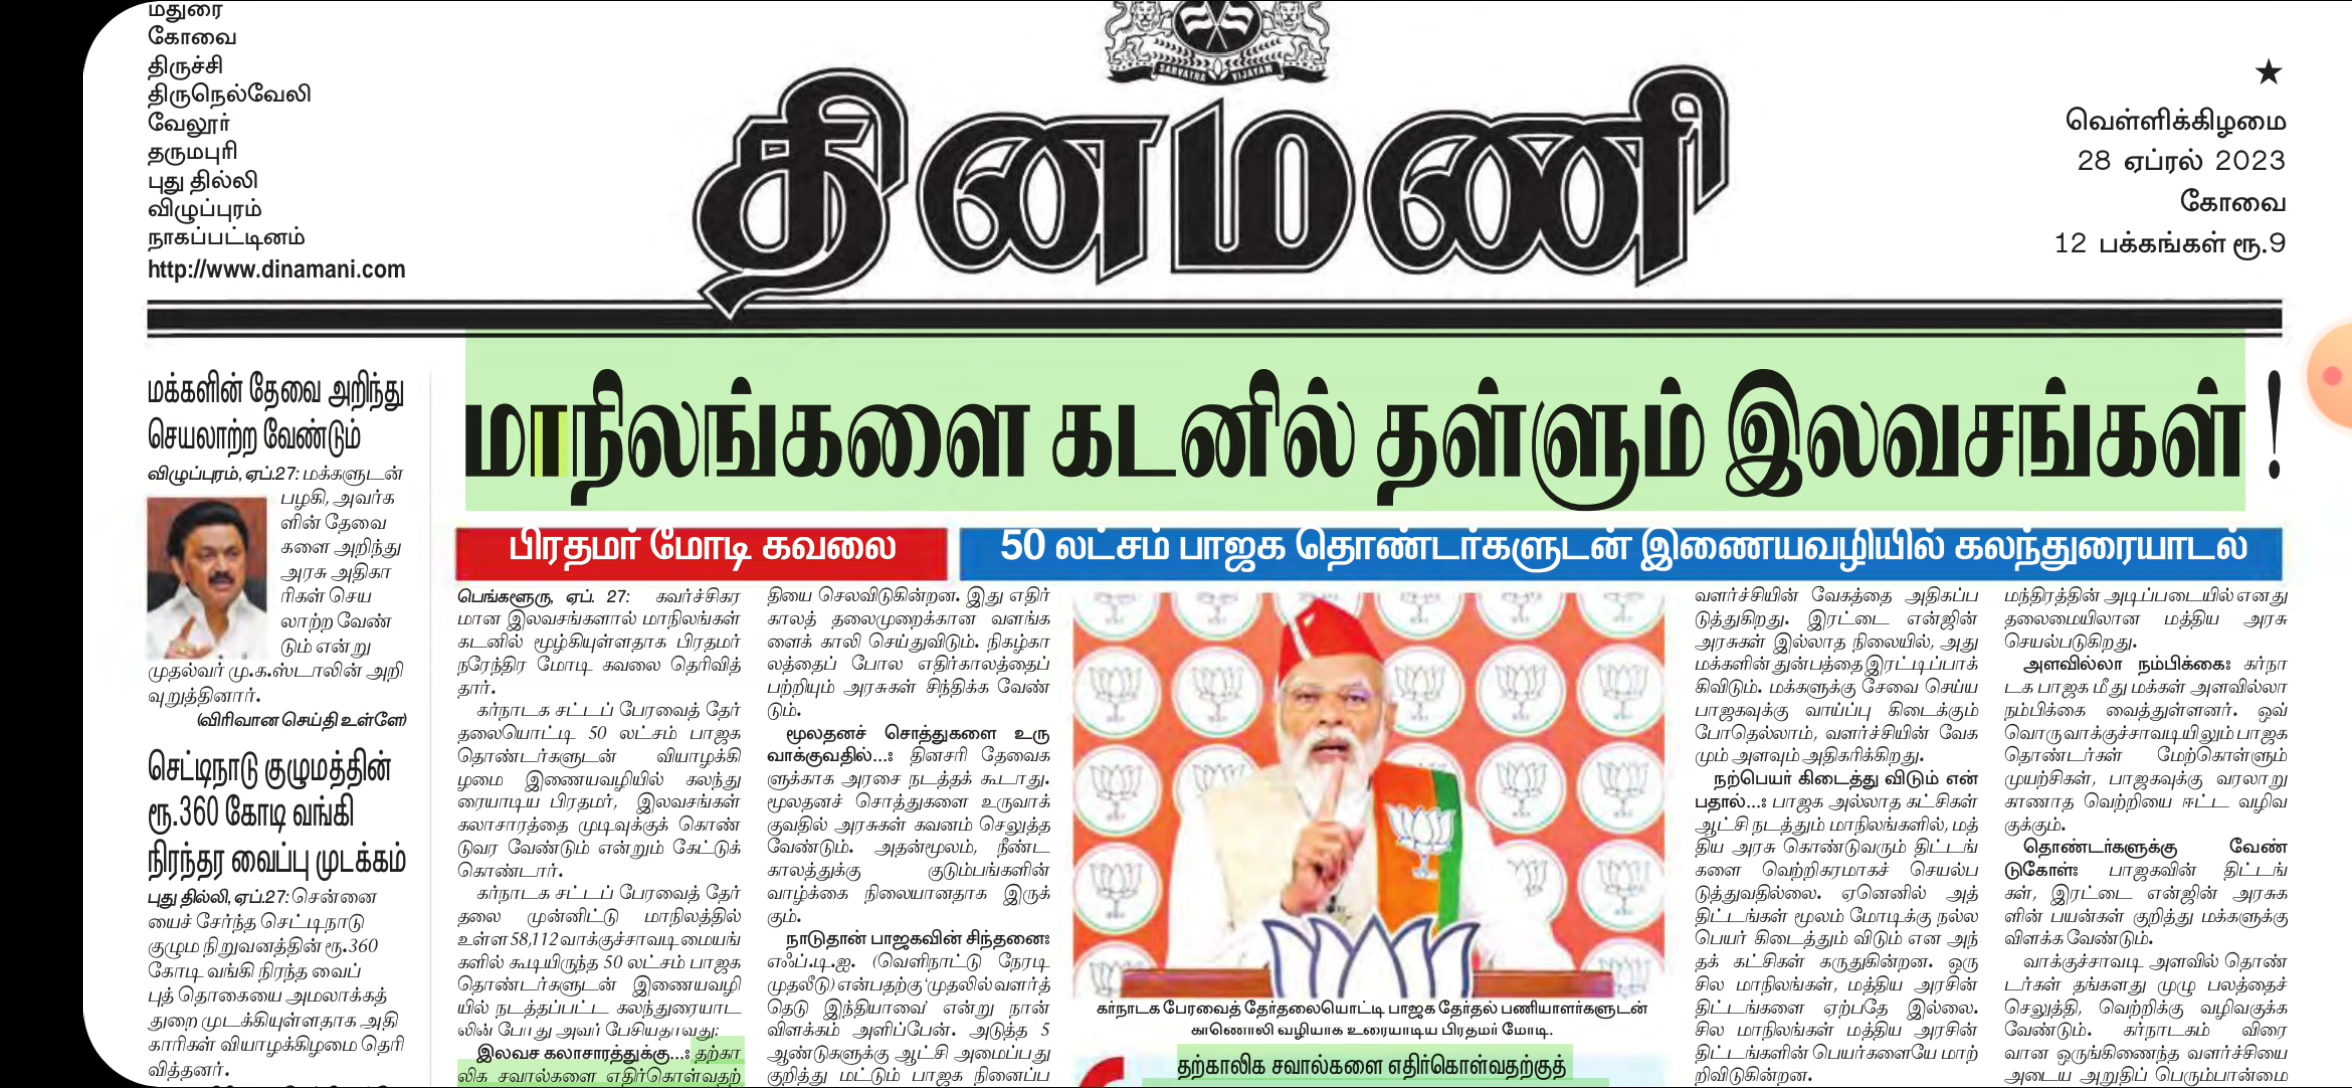 மதுரை
கோவை
திருச்சி
திருநெல்வேலி
வேலூர்
தருமபுரி
புது தில்லி
விழுப்புரம்
நாகப்பட்டினம்
http://www.dinamani.com
SARVATRA VIJAYAM
தினமணி
★
வெள்ளிக்கிழமை
28 ஏப்ரல் 2023
கோவை
12 பக்கங்கள் ரூ.9
மக்களின் தேவை அறிந்து
செயலாற்ற வேண்டும்
விழுப்புரம், ஏப்.27: மக்களுடன்
பழகி, அவர்க
ளின் தேவை
களை அறிந்து
அரசு அதிகா
ரிகள் செய
லாற்ற வேண்
டும் என்று
முதல்வர் மு.க.ஸ்டாலின் அறி
வுறுத்தினார்.
(விரிவான செய்தி உள்ளே)
செட்டிநாடு குழுமத்தின்
ரூ.360 கோடி வங்கி
நிரந்தர வைப்பு முடக்கம்
புது தில்லி, ஏப்.27: சென்னை
யைச் சேர்ந்த செட்டிநாடு
குழும நிறுவனத்தின் ரூ.360
கோடி வங்கி நிரந்த வைப்
புத் தொகையை அமலாக்கத்
துறை முடக்கியுள்ளதாக அதி
காரிகள் வியாழக்கிழமை தெரி
வித்தனர்.
மாநிலங்களை கடனில் தள்ளும் இலவசங்கள்!
பிரதமர் மோடி கவலை
50 லட்சம் பாஜக தொண்டர்களுடன் இணையவழியில் கலந்துரையாடல்
பெங்களூரு, ஏப். 27: கவர்ச்சிகர
மான இலவசங்களால் மாநிலங்கள்
கடனில் மூழ்கியுள்ளதாக பிரதமர்
நரேந்திர மோடி கவலை தெரிவித்
தார்.
கர்நாடக சட்டப் பேரவைத் தேர்
தலையொட்டி 50 லட்சம் பாஜக
தொண்டர்களுடன் வியாழக்கி
ழமை இணையவழியில் கலந்து
ரையாடிய பிரதமர், இலவசங்கள்
கலாசாரத்தை முடிவுக்குக் கொண்
டுவர வேண்டும் என்றும் கேட்டுக்
கொண்டார்.
கர்நாடக சட்டப் பேரவைத் தேர்
தலை முன்னிட்டு மாநிலத்தில்
உள்ள 58,112 வாக்குச்சாவடி மையங்
களில் கூடியிருந்த 50 லட்சம் பாஜக
தொண்டர்களுடன் இணையவழி
யில் நடத்தப்பட்ட கலந்துரையாட
லின் போது அவர் பேசியதாவது:
இலவச கலாசாரத்துக்கு...: தற்கா
லிக சவால்களை எதிர்கொள்வதற்
தியை செலவிடுகின்றன. இது எதிர்
காலத் தலைமுறைக்கான வளங்க
ளைக் காலி செய்துவிடும். நிகழ்கா
லத்தைப் போல எதிர்காலத்தைப்
பற்றியும் அரசுகள் சிந்திக்க வேண்
டும்.
மூலதனச் சொத்துகளை உரு
வாக்குவதில்...: தினசரி தேவைக
ளுக்காக அரசை நடத்தக் கூடாது.
மூலதனச் சொத்துகளை உருவாக்
குவதில் அரசுகள் கவனம் செலுத்த
வேண்டும். அதன்மூலம், நீண்ட
காலத்துக்கு குடும்பங்களின்
வாழ்க்கை நிலையானதாக இருக்
கும்.
நாடுதான் பாஜகவின் சிந்தனை:
எஃப்.டி.ஐ. (வெளிநாட்டு நேரடி
முதலீடு) என்பதற்கு 'முதலில் வளர்த்
தெடு இந்தியாவை' என்று நான்
விளக்கம் அளிப்பேன். அடுத்த 5
ஆண்டுகளுக்கு ஆட்சி அமைப்பது
குறித்து மட்டும் பாஜக நினைப்ப
கர்நாடக பேரவைத் தேர்தலையொட்டி பாஜக தேர்தல் பணியாளர்களுடன்
காணொலி வழியாக உரையாடிய பிரதமர் மோடி.
தற்காலிக சவால்களை எதிர்கொள்வதற்குத்
வளர்ச்சியின் வேகத்தை அதிகப்ப
டுத்துகிறது. இரட்டை என்ஜின்
அரசுகள் இல்லாத நிலையில், அது
மக்களின் துன்பத்தை இரட்டிப்பாக்
கிவிடும். மக்களுக்கு சேவை செய்ய
பாஜகவுக்கு வாய்ப்பு கிடைக்கும்
போதெல்லாம், வளர்ச்சியின் வேக
மும் அளவும் அதிகரிக்கிறது.
நற்பெயர் கிடைத்து விடும் என்
பதால்...: பாஜக அல்லாத கட்சிகள்
ஆட்சி நடத்தும் மாநிலங்களில், மத்
திய அரசு கொண்டுவரும் திட்டங்
களை வெற்றிகரமாகச் செயல்ப
டுத்துவதில்லை. ஏனெனில் அத்
திட்டங்கள் மூலம் மோடிக்கு நல்ல
பெயர் கிடைத்தும் விடும் என அந்
தக் கட்சிகள் கருதுகின்றன. ஒரு
சில மாநிலங்கள், மத்திய அரசின்
திட்டங்களை ஏற்பதே இல்லை.
சில மாநிலங்கள் மத்திய அரசின்
திட்டங்களின் பெயர்களையே மாற்
றிவிடுகின்றன.
மந்திரத்தின் அடிப்படையில் எனது
தலைமையிலான மத்திய அரசு
செயல்படுகிறது.
அளவில்லா நம்பிக்கை: கர்நா
டக பாஜக மீது மக்கள் அளவில்லா
நம்பிக்கை வைத்துள்ளனர். ஒவ்
வொரு வாக்குச்சாவடியிலும் பாஜக
தொண்டர்கள் மேற்கொள்ளும்
முயற்சிகள், பாஜகவுக்கு வரலாறு
காணாத வெற்றியை ஈட்ட வழிவ
குக்கும்.
தொண்டர்களுக்கு வேண்
டுகோள்: பாஜகவின் திட்டங்
கள், இரட்டை என்ஜின் அரசுக
ளின் பயன்கள் குறித்து மக்களுக்கு
விளக்க வேண்டும்.
வாக்குச்சாவடி அளவில் தொண்
டர்கள் தங்களது முழு பலத்தைச்
செலுத்தி, வெற்றிக்கு வழிவகுக்க
வேண்டும். கர்நாடகம் விரை
வான ஒருங்கிணைந்த வளர்ச்சியை
அடைய அறுதிப் பெரும்பான்மை